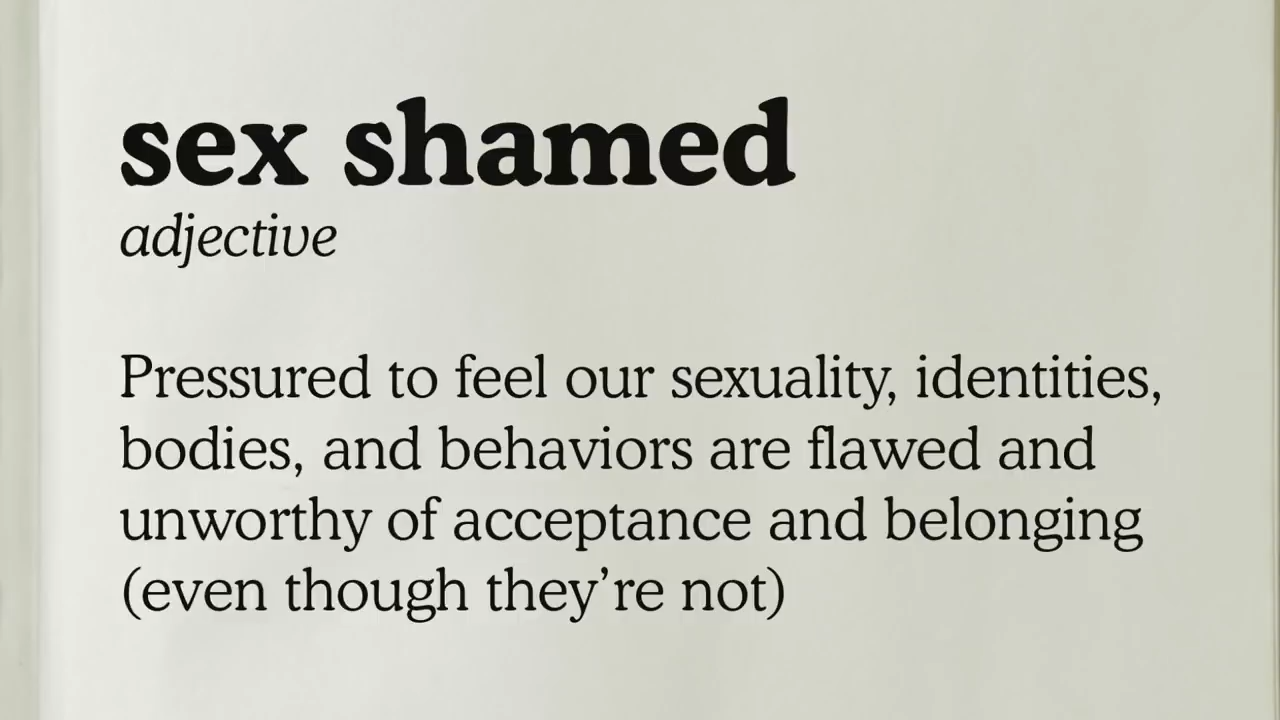 sex shamed
adjective
Pressured to feel our sexuality, identities,
bodies, and behaviors are flawed and
unworthy of acceptance and belonging
(even though they’re not)